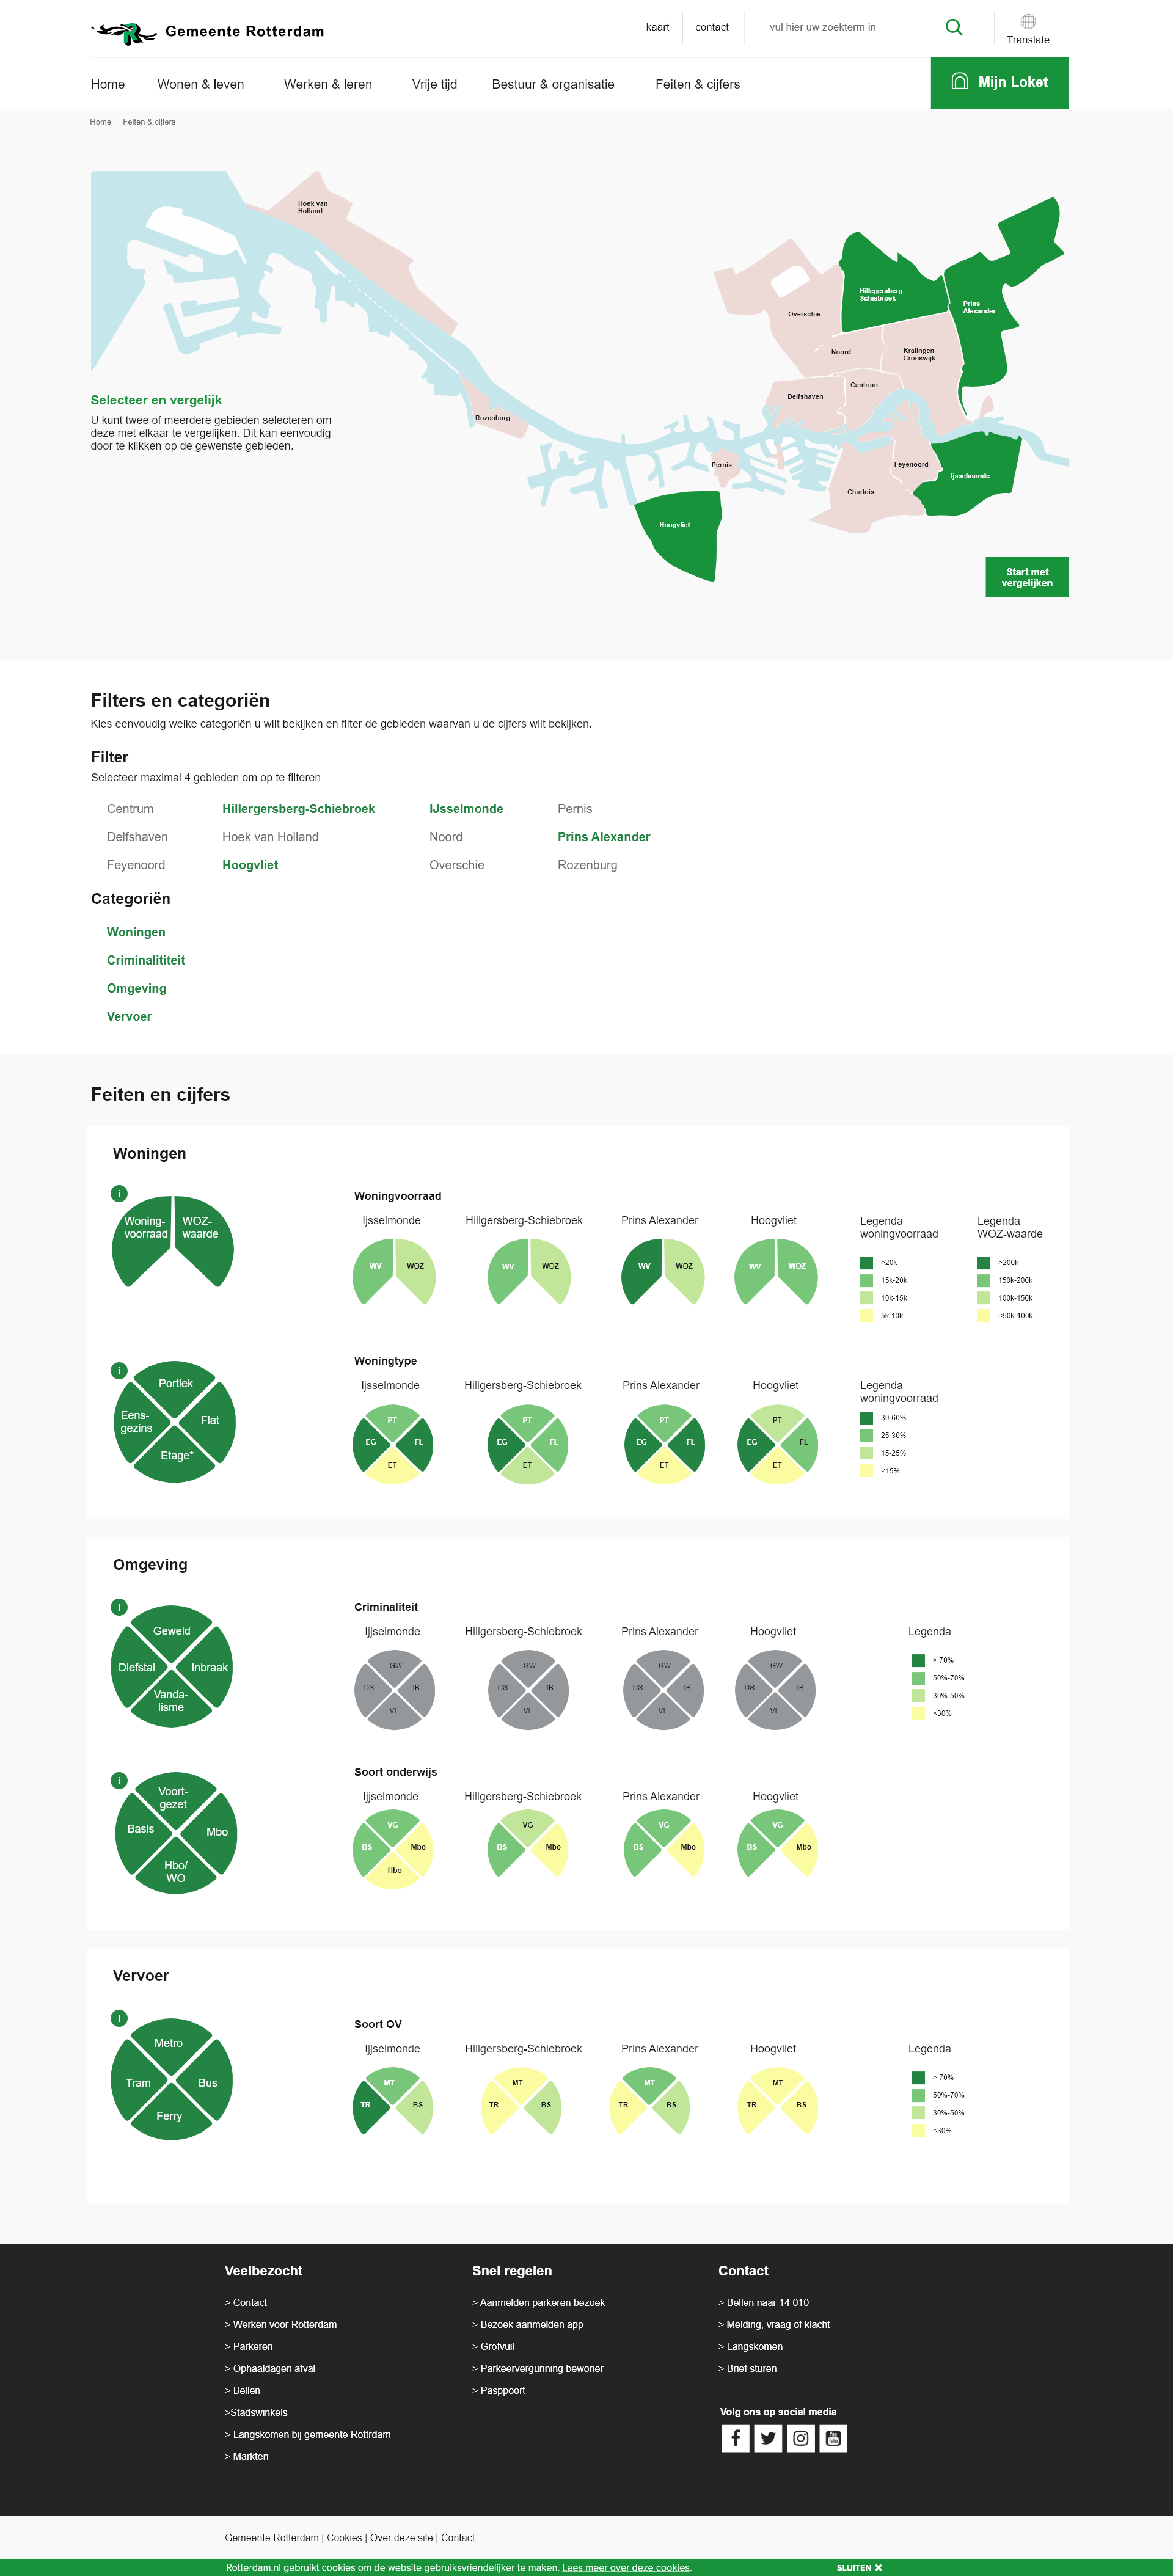 Gemeente Rotterdam
kaart
contact
vul hier uw zoekterm in
Translate
Home
Wonen & leven
Werken & leren
Vrije tijd
Bestuur & organisatie
Feiten & cijfers
Mijn Loket
Home
Feiten & cijfers
Hoek van
Holland
Hillegersberg
Schiebroek
Prins
Alexander
Overschie
Noord
Kralingen
Crooswijk
Centrum
Delfshaven
Selecteer en vergelijk
U kunt twee of meerdere gebieden selecteren om
deze met elkaar te vergelijken. Dit kan eenvoudig
door te klikken op de gewenste gebieden.
Rozenburg
Pernis
Feyenoord
Ijsselmonde
Charlois
Hoogvliet
Start met
vergelijken
Filters en categoriën
Kies eenvoudig welke categoriën u wilt bekijken en filter de gebieden waarvan u de cijfers wilt bekijken.
Filter
Selecteer maximal 4 gebieden om op te filteren
Centrum
Hillergersberg-Schiebroek
IJsselmonde
Pernis
Delfshaven
Hoek van Holland
Noord
Prins Alexander
Feyenoord
Hoogvliet
Overschie
Rozenburg
Categoriën
Woningen
Criminalititeit
Omgeving
Vervoer
Feiten en cijfers
Woningen
i
Woning-
voorraad
WOZ-
waarde
Woningvoorraad
Ijsselmonde
Hillgersberg-Schiebroek
Prins Alexander
Hoogvliet
WV
WOZ
WV
WOZ
WV
WOZ
WV
WOZ
Legenda
woningvoorraad
>20k
15k-20k
10k-15k
5k-10k
Legenda
WOZ-waarde
>200k
150k-200k
100k-150k
<50k-100k
i
Portiek
Eens-
gezins
Flat
Etage*
Woningtype
Ijsselmonde
Hillgersberg-Schiebroek
Prins Alexander
Hoogvliet
PT
EG
FL
ET
PT
EG
FL
ET
PT
EG
FL
ET
PT
EG
FL
ET
Legenda
woningvoorraad
30-60%
25-30%
15-25%
<15%
Omgeving
i
Geweld
Diefstal
Inbraak
Vanda-
lisme
Criminaliteit
Ijjselmonde
Hillgersberg-Schiebroek
Prins Alexander
Hoogvliet
GW
DS
IB
VL
GW
DS
IB
VL
GW
DS
IB
VL
GW
DS
IB
VL
Legenda
> 70%
50%-70%
30%-50%
<30%
i
Voort-
gezet
Basis
Mbo
Hbo/
WO
Soort onderwijs
Ijjselmonde
Hillgersberg-Schiebroek
Prins Alexander
Hoogvliet
VG
BS
Mbo
Hbo
VG
BS
Mbo
VG
BS
Mbo
VG
BS
Mbo
Vervoer
i
Metro
Tram
Bus
Ferry
Soort OV
Ijjselmonde
Hillgersberg-Schiebroek
Prins Alexander
Hoogvliet
MT
TR
BS
MT
TR
BS
MT
TR
BS
MT
TR
BS
Legenda
> 70%
50%-70%
30%-50%
<30%
Veelbezocht
> Contact
> Werken voor Rotterdam
> Parkeren
> Ophaaldagen afval
> Bellen
>Stadswinkels
> Langskomen bij gemeente Rottrdam
> Markten
Snel regelen
> Aanmelden parkeren bezoek
> Bezoek aanmelden app
> Grofvuil
> Parkeervergunning bewoner
> Pasppoort
Contact
> Bellen naar 14 010
> Melding, vraag of klacht
> Langskomen
> Brief sturen
Volg ons op social media
You
Tube
Gemeente Rotterdam | Cookies | Over deze site | Contact
Rotterdam.nl gebruikt cookies om de website gebruiksvriendelijker te maken. Lees meer over deze cookies.
SLUITEN ✖